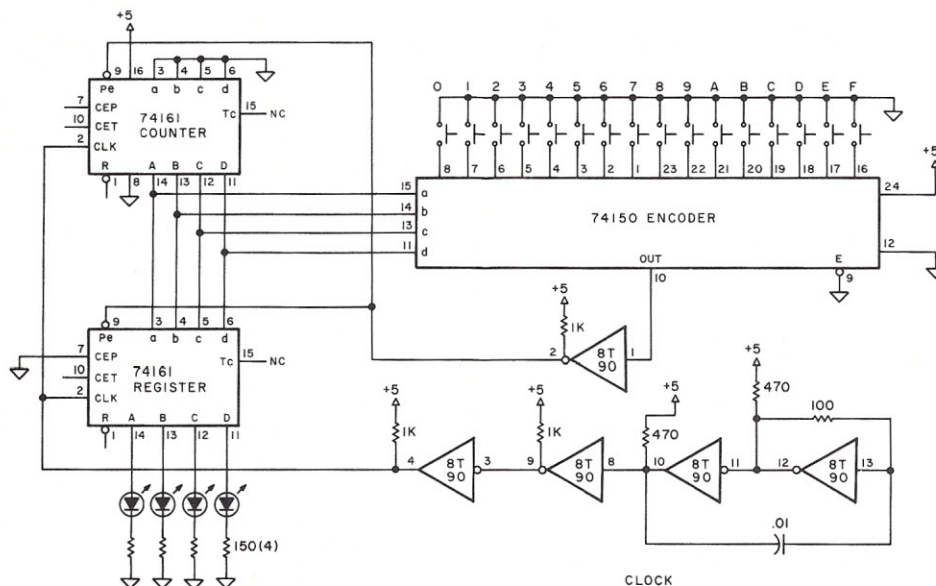 +5
9 16 3 4 5 6
Pe a b c d
7 CEP
10 CET
2 CLK
74161
COUNTER
Tc 15 NC
R A B C D
1 8 14 13 12 11
0 1 2 3 4 5 6 7 8 9 A B C D E F
8 7 6 5 4 3 2 1 23 22 21 20 19 18 17 16
+5
15 a
14 b
13 c
11 d
74150 ENCODER
24
12
OUT
E
10
9
9 3 4 5 6
Pe a b c d
7 CEP
10 CET
2 CLK
74161
REGISTER
Tc 15 NC
R A B C D
1 14 13 12 11
+5
1K
2 8T 90 1
+5
1K
4 8T 90 3
+5
1K
9 8T 90 8
+5
470
10 8T 90 11
+5
470
100
12 8T 90 13
.01
150(4)
CLOCK